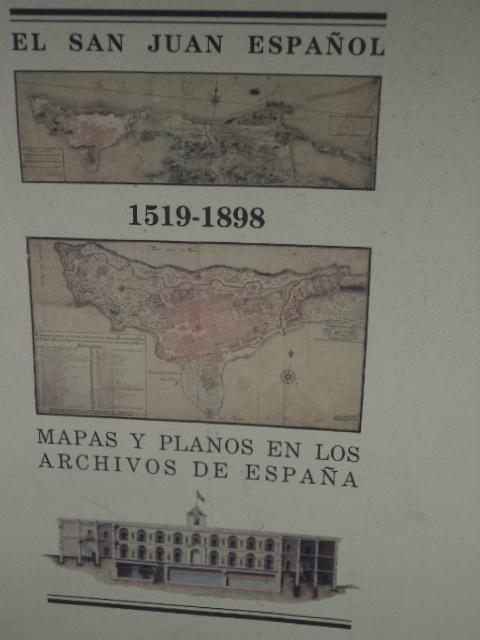 EL SAN JUAN ESPAÑOL
1519-1898
MAPAS Y PLANOS EN LOS
ARCHIVOS DE ESPAÑA